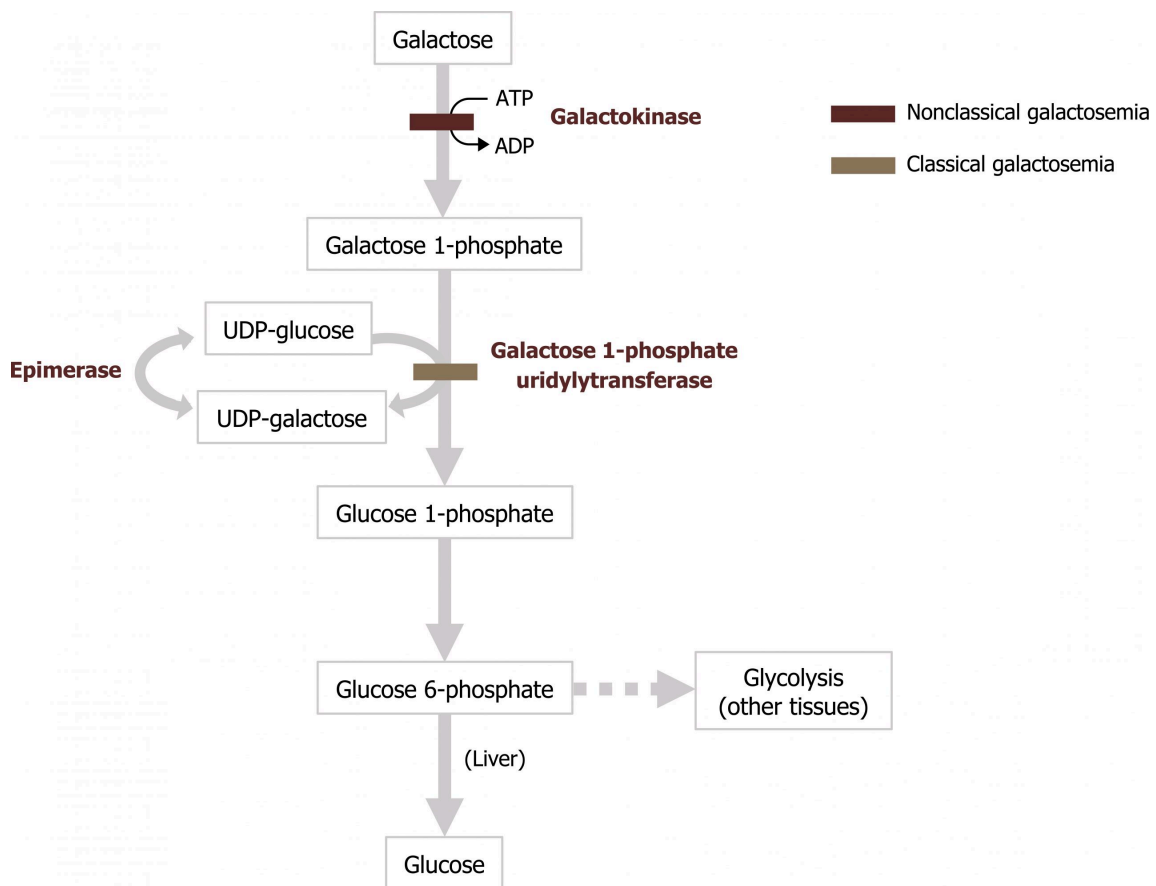 Galactose
ATP
Galactokinase
ADP
Nonclassical galactosemia
Classical galactosemia
Galactose 1-phosphate
UDP-glucose
Epimerase
Galactose 1-phosphate
uridylytransferase
UDP-galactose
Glucose 1-phosphate
Glucose 6-phosphate
Glycolysis
(other tissues)
(Liver)
Glucose